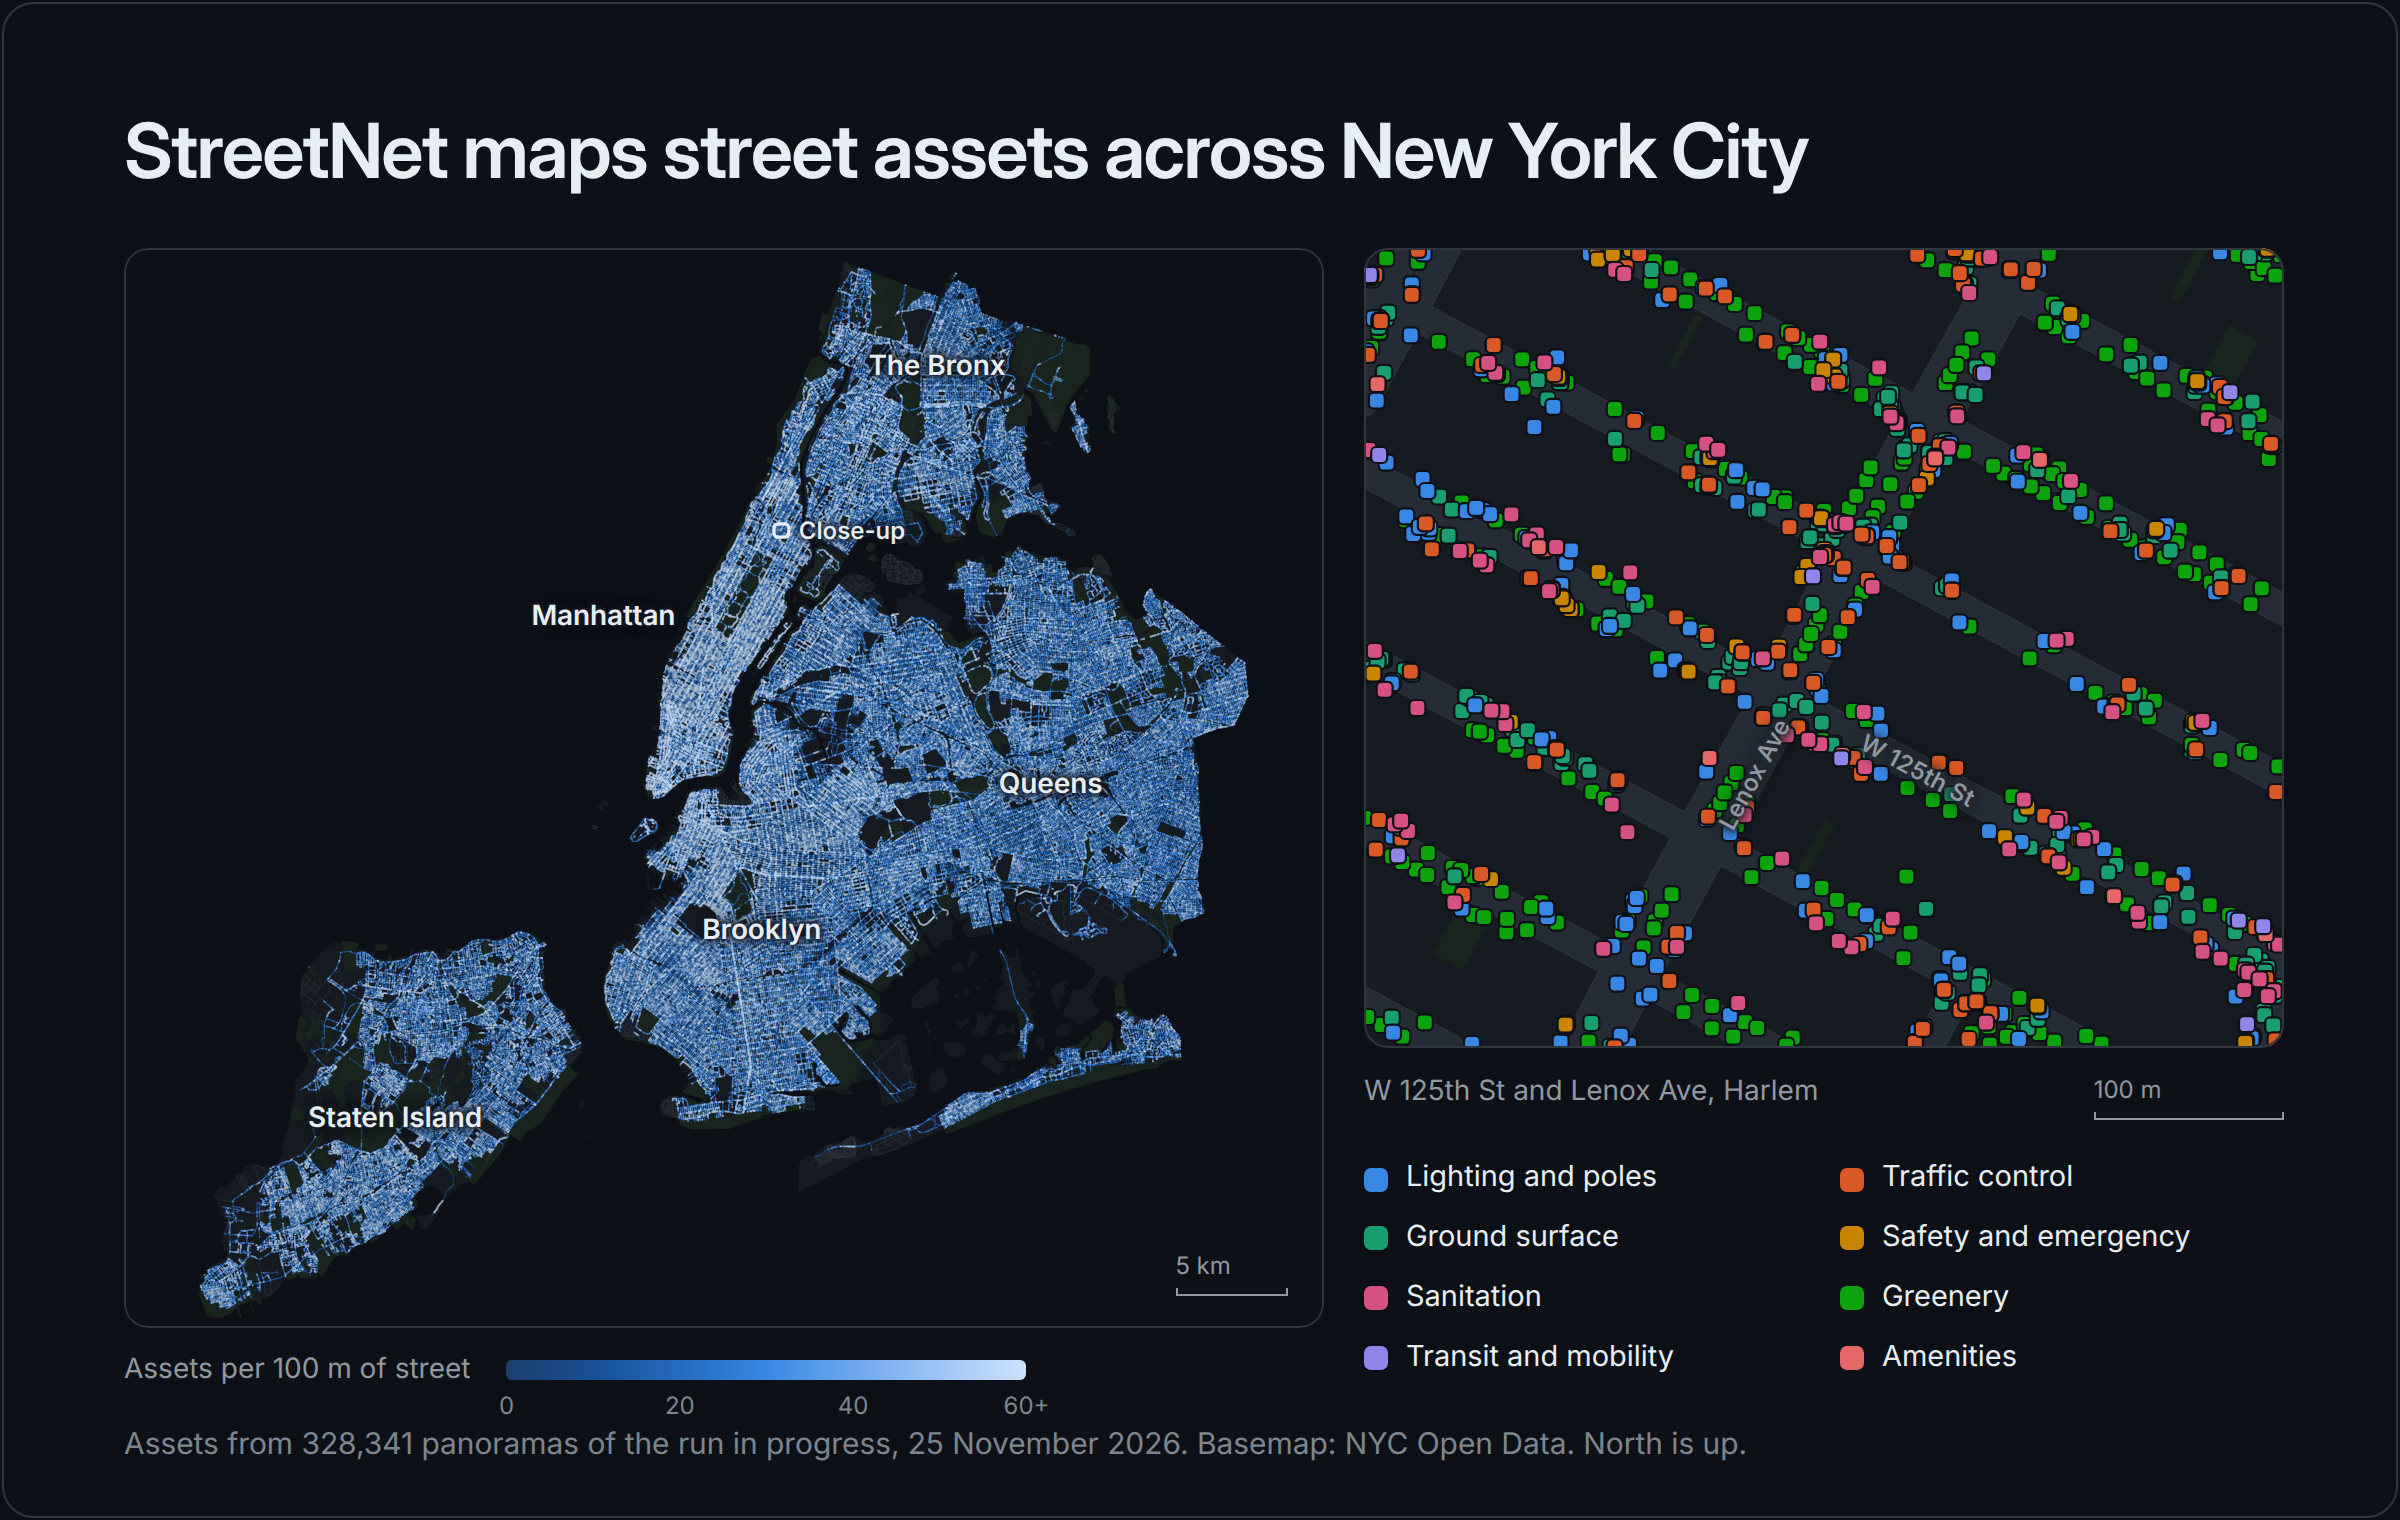 StreetNet maps street assets across New York City
The Bronx
Close-up
Manhattan
Queens
Brooklyn
Staten Island
5 km
Assets per 100 m of street
0 20 40 60+
Lenox Ave
W 125th St
W 125th St and Lenox Ave, Harlem
100 m
Lighting and poles
Traffic control
Ground surface
Safety and emergency
Sanitation
Greenery
Transit and mobility
Amenities
Assets from 328,341 panoramas of the run in progress, 25 November 2026. Basemap: NYC Open Data. North is up.